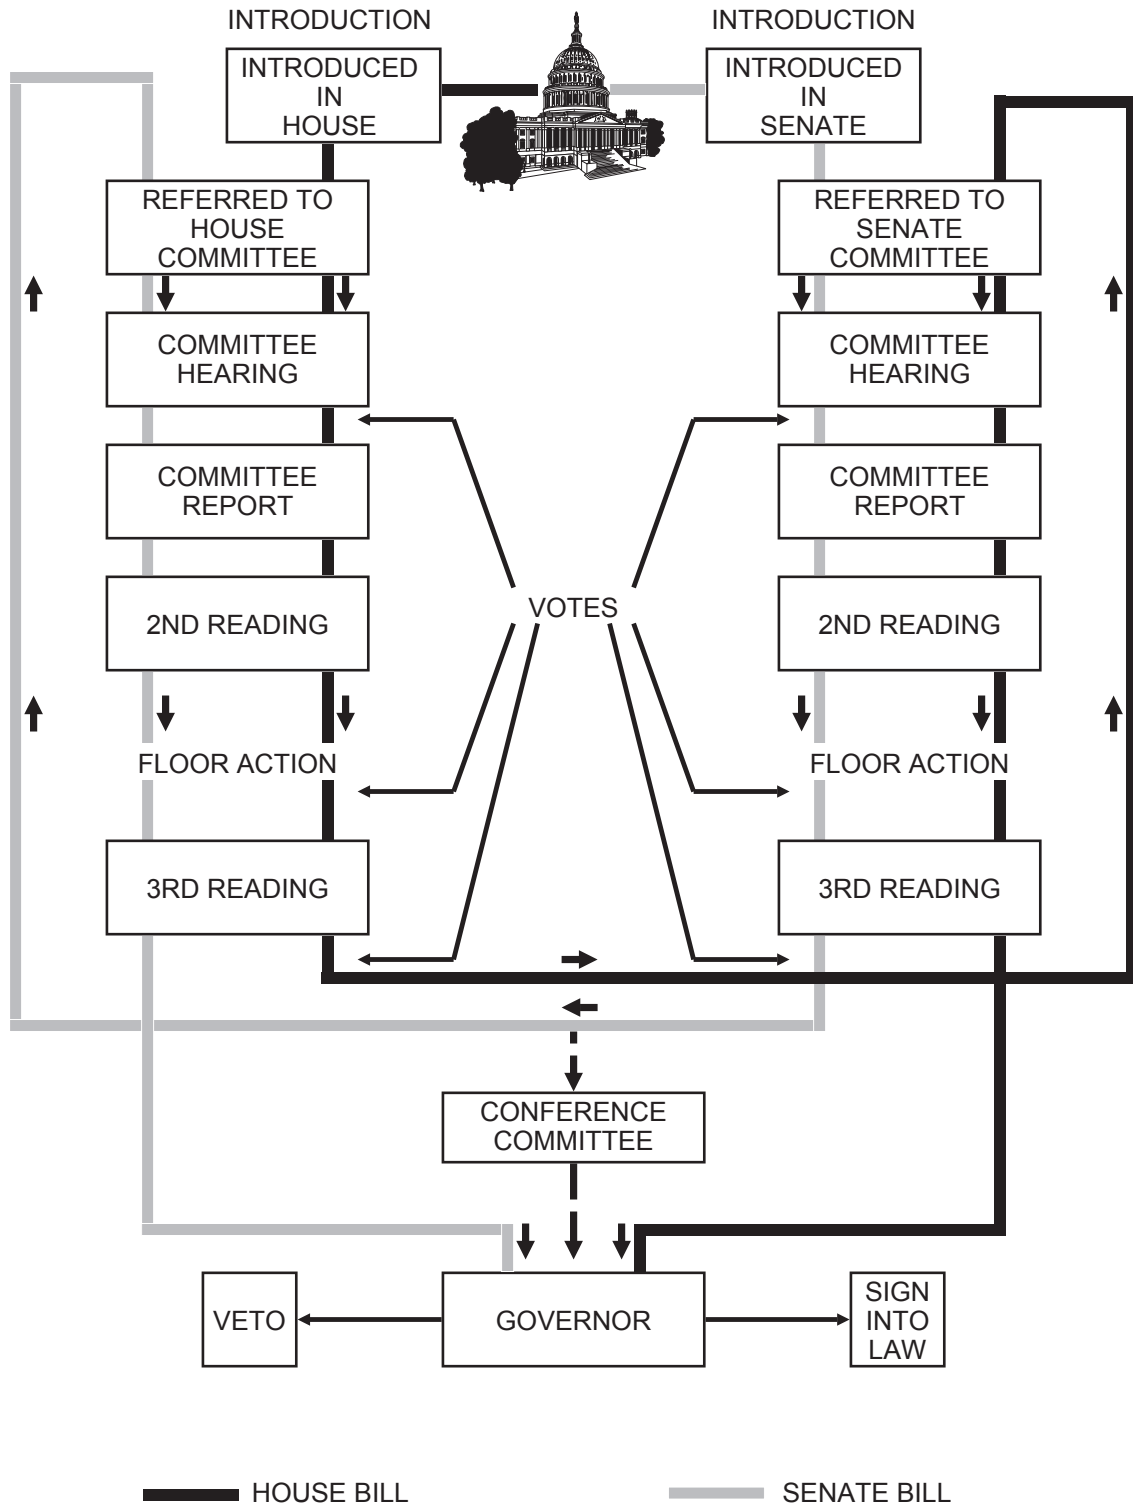 INTRODUCTION
INTRODUCTION
INTRODUCED
IN
HOUSE
INTRODUCED
IN
SENATE
REFERRED TO
HOUSE
COMMITTEE
REFERRED TO
SENATE
COMMITTEE
COMMITTEE
HEARING
COMMITTEE
HEARING
COMMITTEE
REPORT
COMMITTEE
REPORT
2ND READING
VOTES
2ND READING
FLOOR ACTION
FLOOR ACTION
3RD READING
3RD READING
CONFERENCE
COMMITTEE
VETO
GOVERNOR
SIGN
INTO
LAW
HOUSE BILL
SENATE BILL